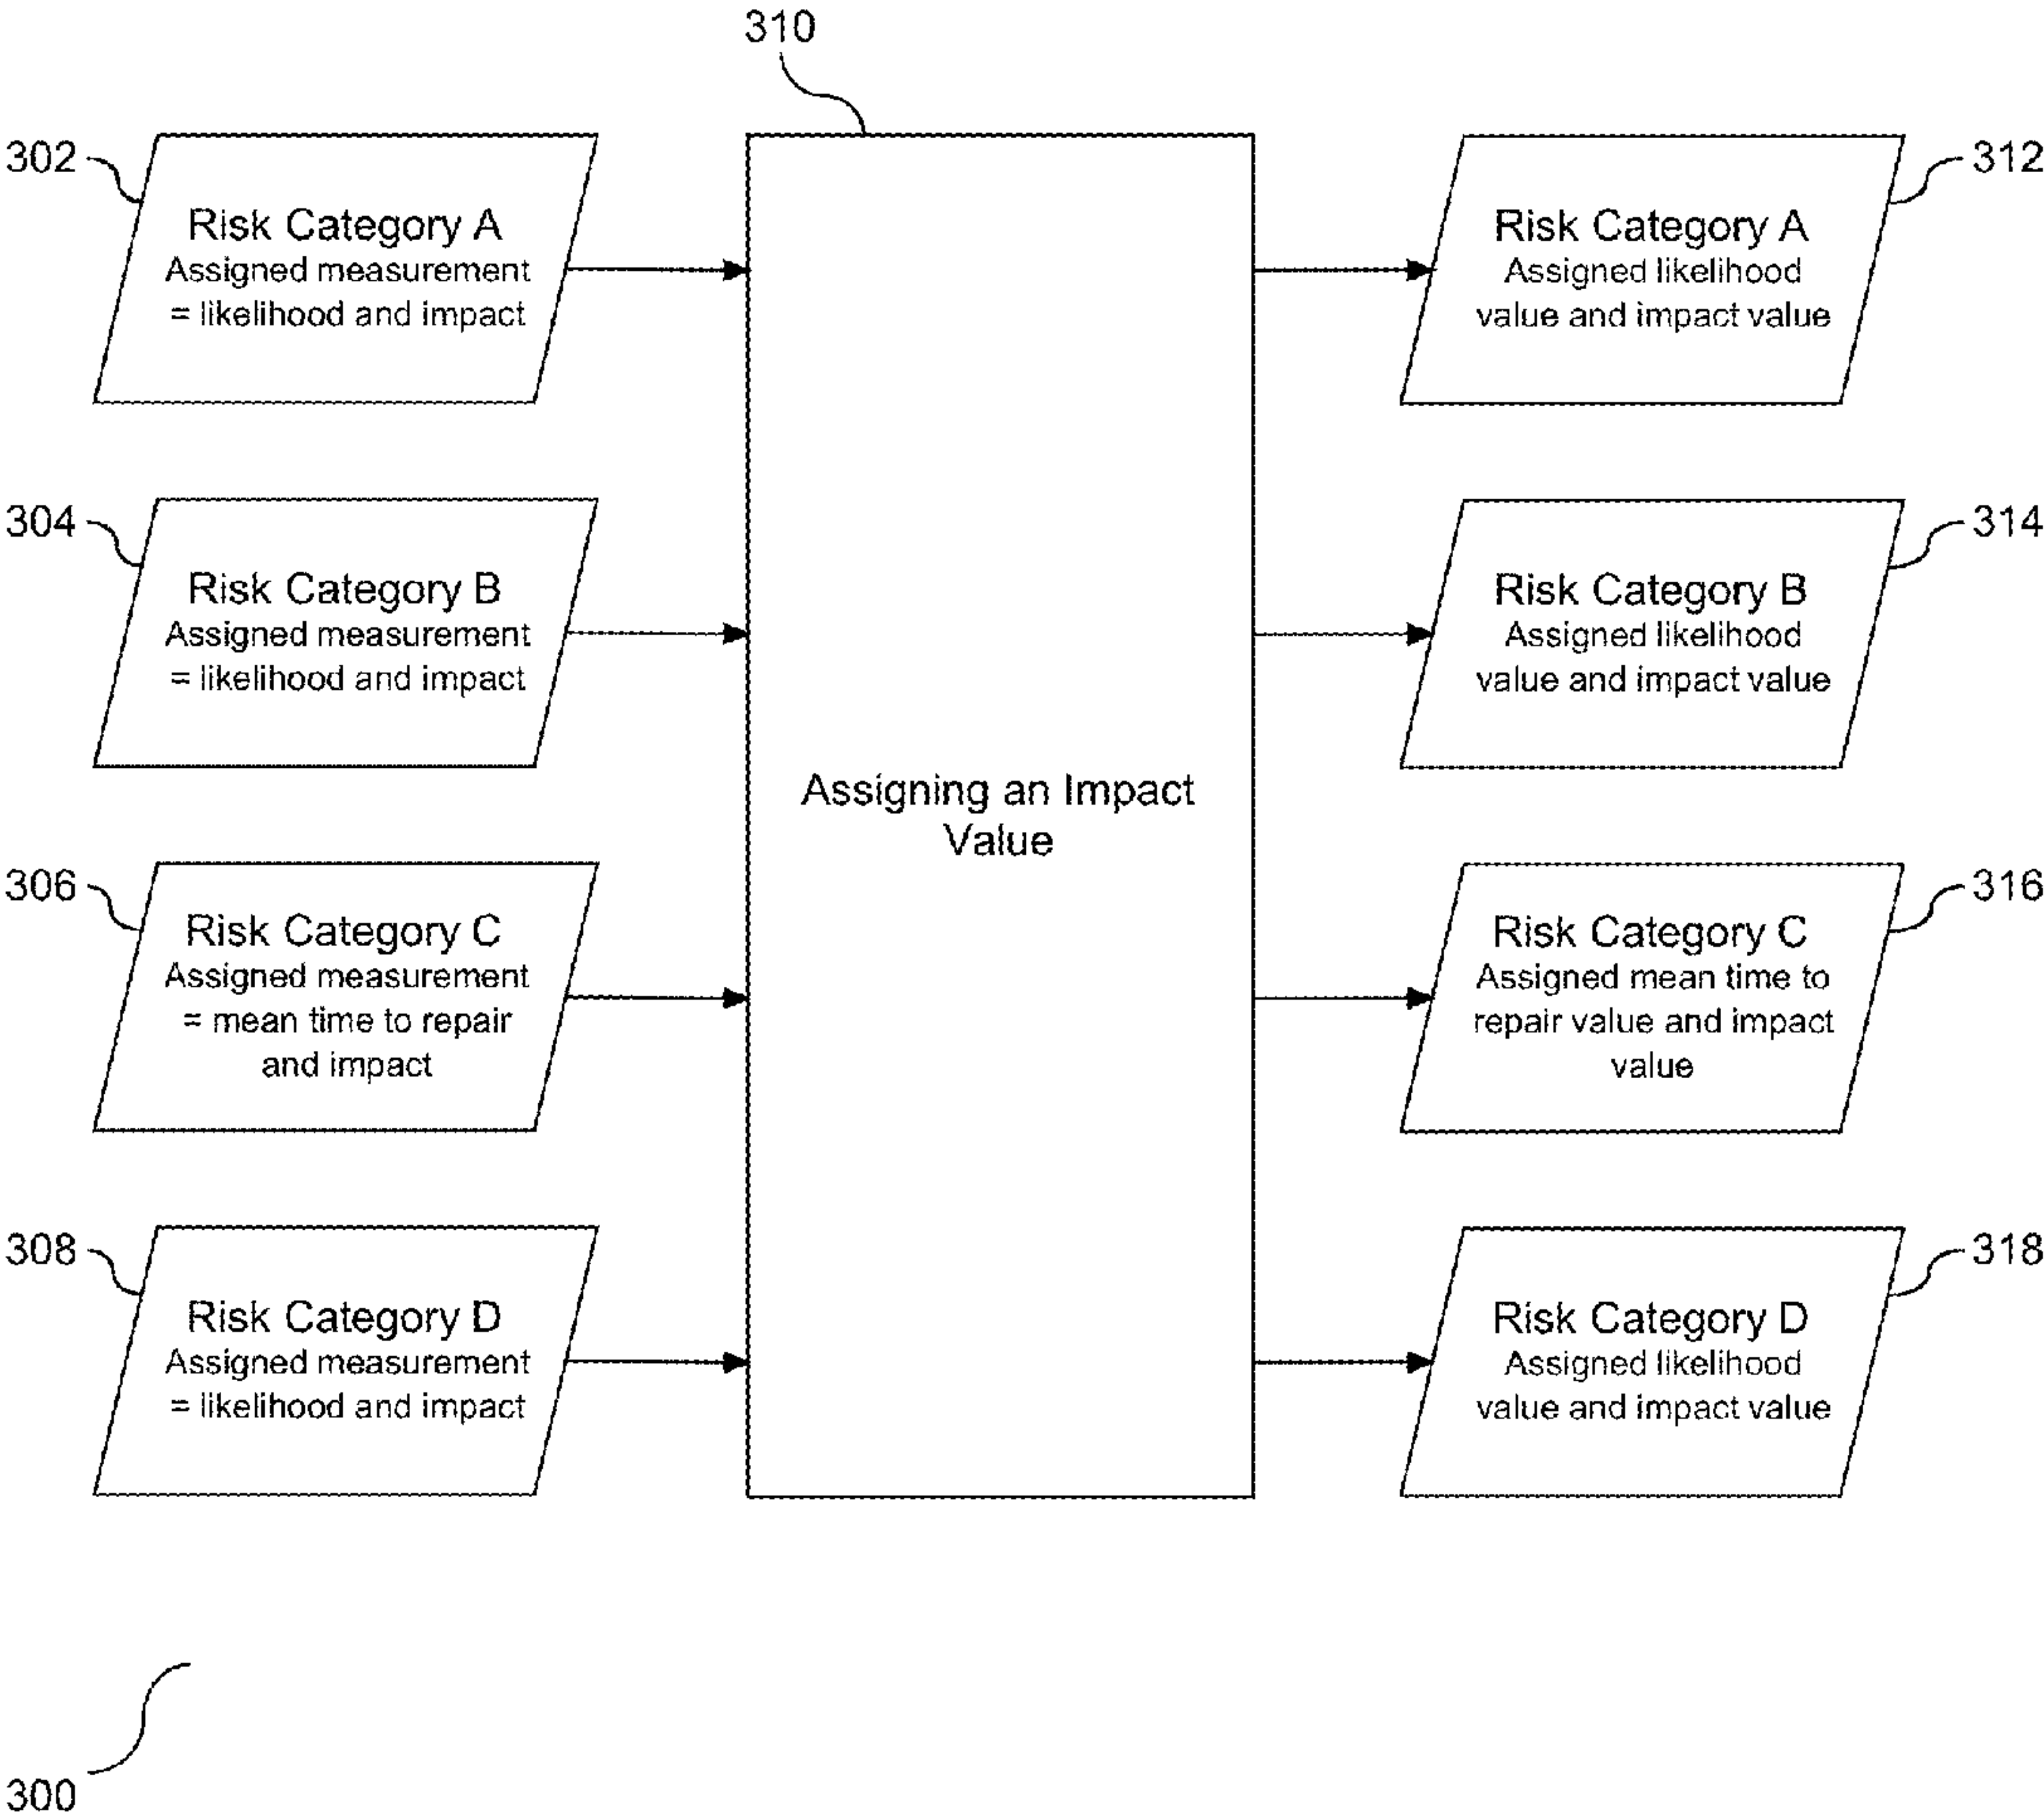 310
302
Risk Category A
Assigned measurement
= likelihood and impact
312
Risk Category A
Assigned likelihood
value and impact value
304
Risk Category B
Assigned measurement
= likelihood and impact
314
Risk Category B
Assigned likelihood
value and impact value
Assigning an Impact
Value
306
Risk Category C
Assigned measurement
= mean time to repair
and impact
316
Risk Category C
Assigned mean time to
repair value and impact
value
308
Risk Category D
Assigned measurement
= likelihood and impact
318
Risk Category D
Assigned likelihood
value and impact value
300